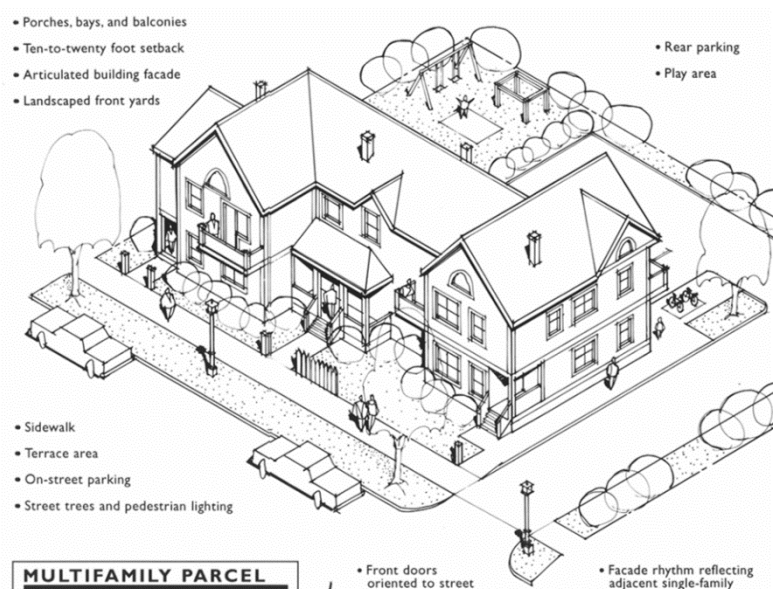 • Porches, bays, and balconies
• Ten-to-twenty foot setback
• Articulated building facade
• Landscaped front yards
• Rear parking
• Play area
• Sidewalk
• Terrace area
• On-street parking
• Street trees and pedestrian lighting
MULTIFAMILY PARCEL
• Front doors
oriented to street
• Facade rhythm reflecting
adjacent single-family